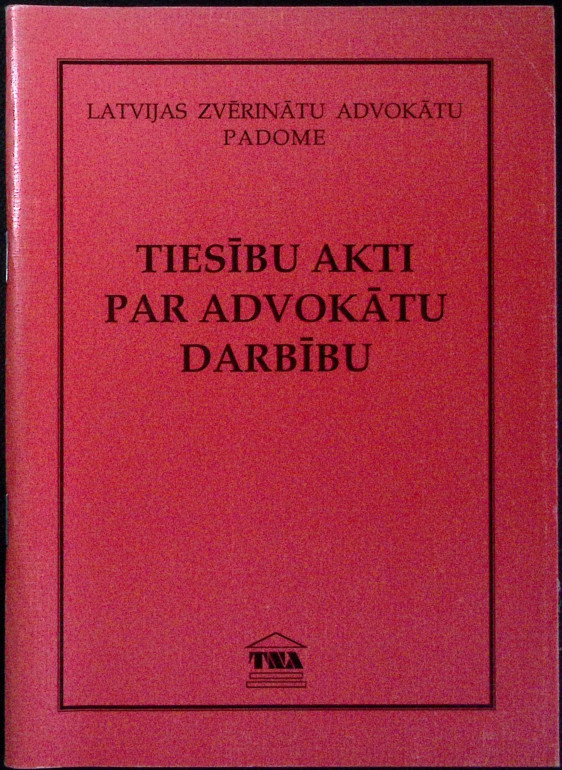 LATVIJAS ZVĒRINĀTU ADVOKĀTU
PADOME
TIESĪBU AKTI
PAR ADVOKĀTU
DARBĪBU
TNA